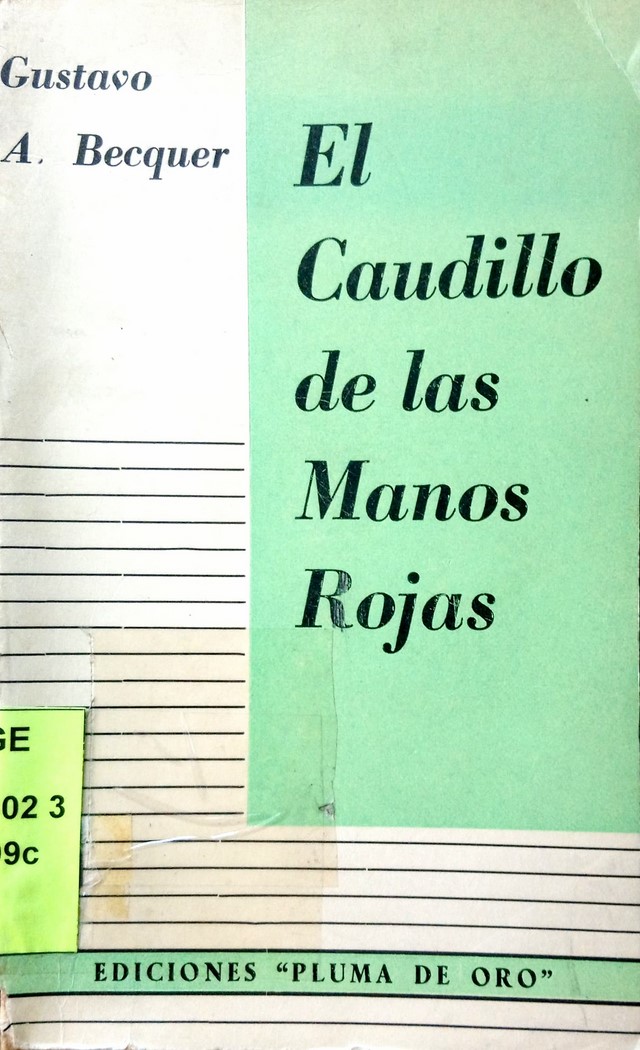 Gustavo
A. Becquer
El
Caudillo
de las
Manos
Rojas
GE
02 3
9c
EDICIONES "PLUMA DE ORO"